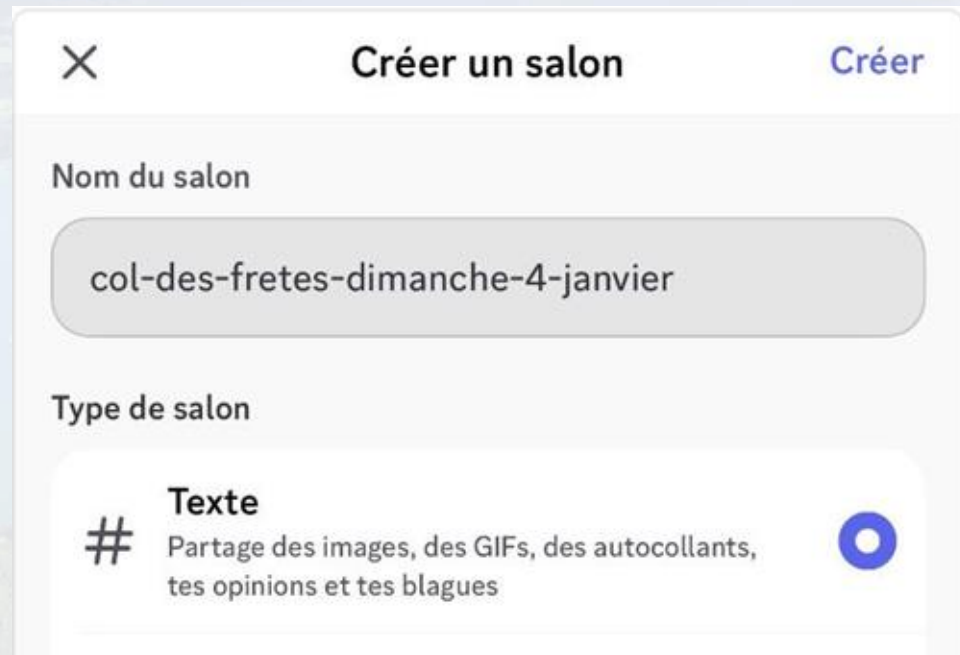 Créer un salon
Créer
Nom du salon
col-des-fretes-dimanche-4-janvier
Type de salon
Texte
Partage des images, des GIFs, des autocollants,
tes opinions et tes blagues